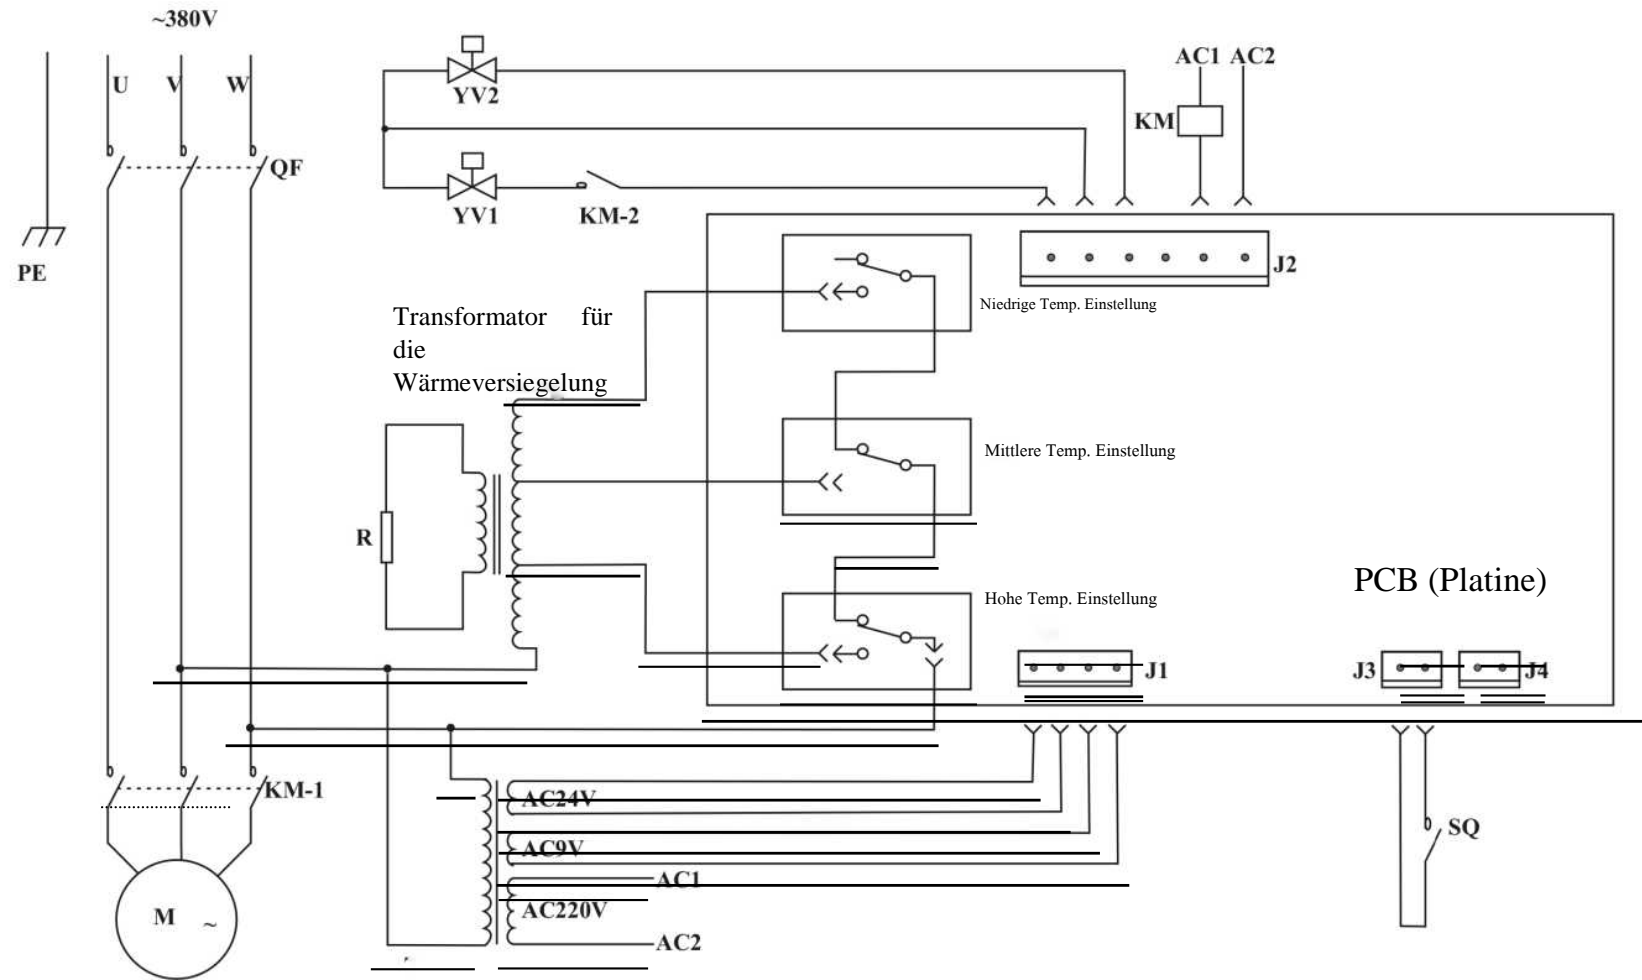 ~380V
U
V
W
QF
PE
YV2
YV1
KM-2
AC1 AC2
KM
J2
Niedrige Temp. Einstellung
Transformator für
die
Wärmeversiegelung
Mittlere Temp. Einstellung
R
Hohe Temp. Einstellung
PCB (Platine)
J1
J3
J4
KM-1
AC24V
AC9V
AC1
AC220V
AC2
SQ
M ~